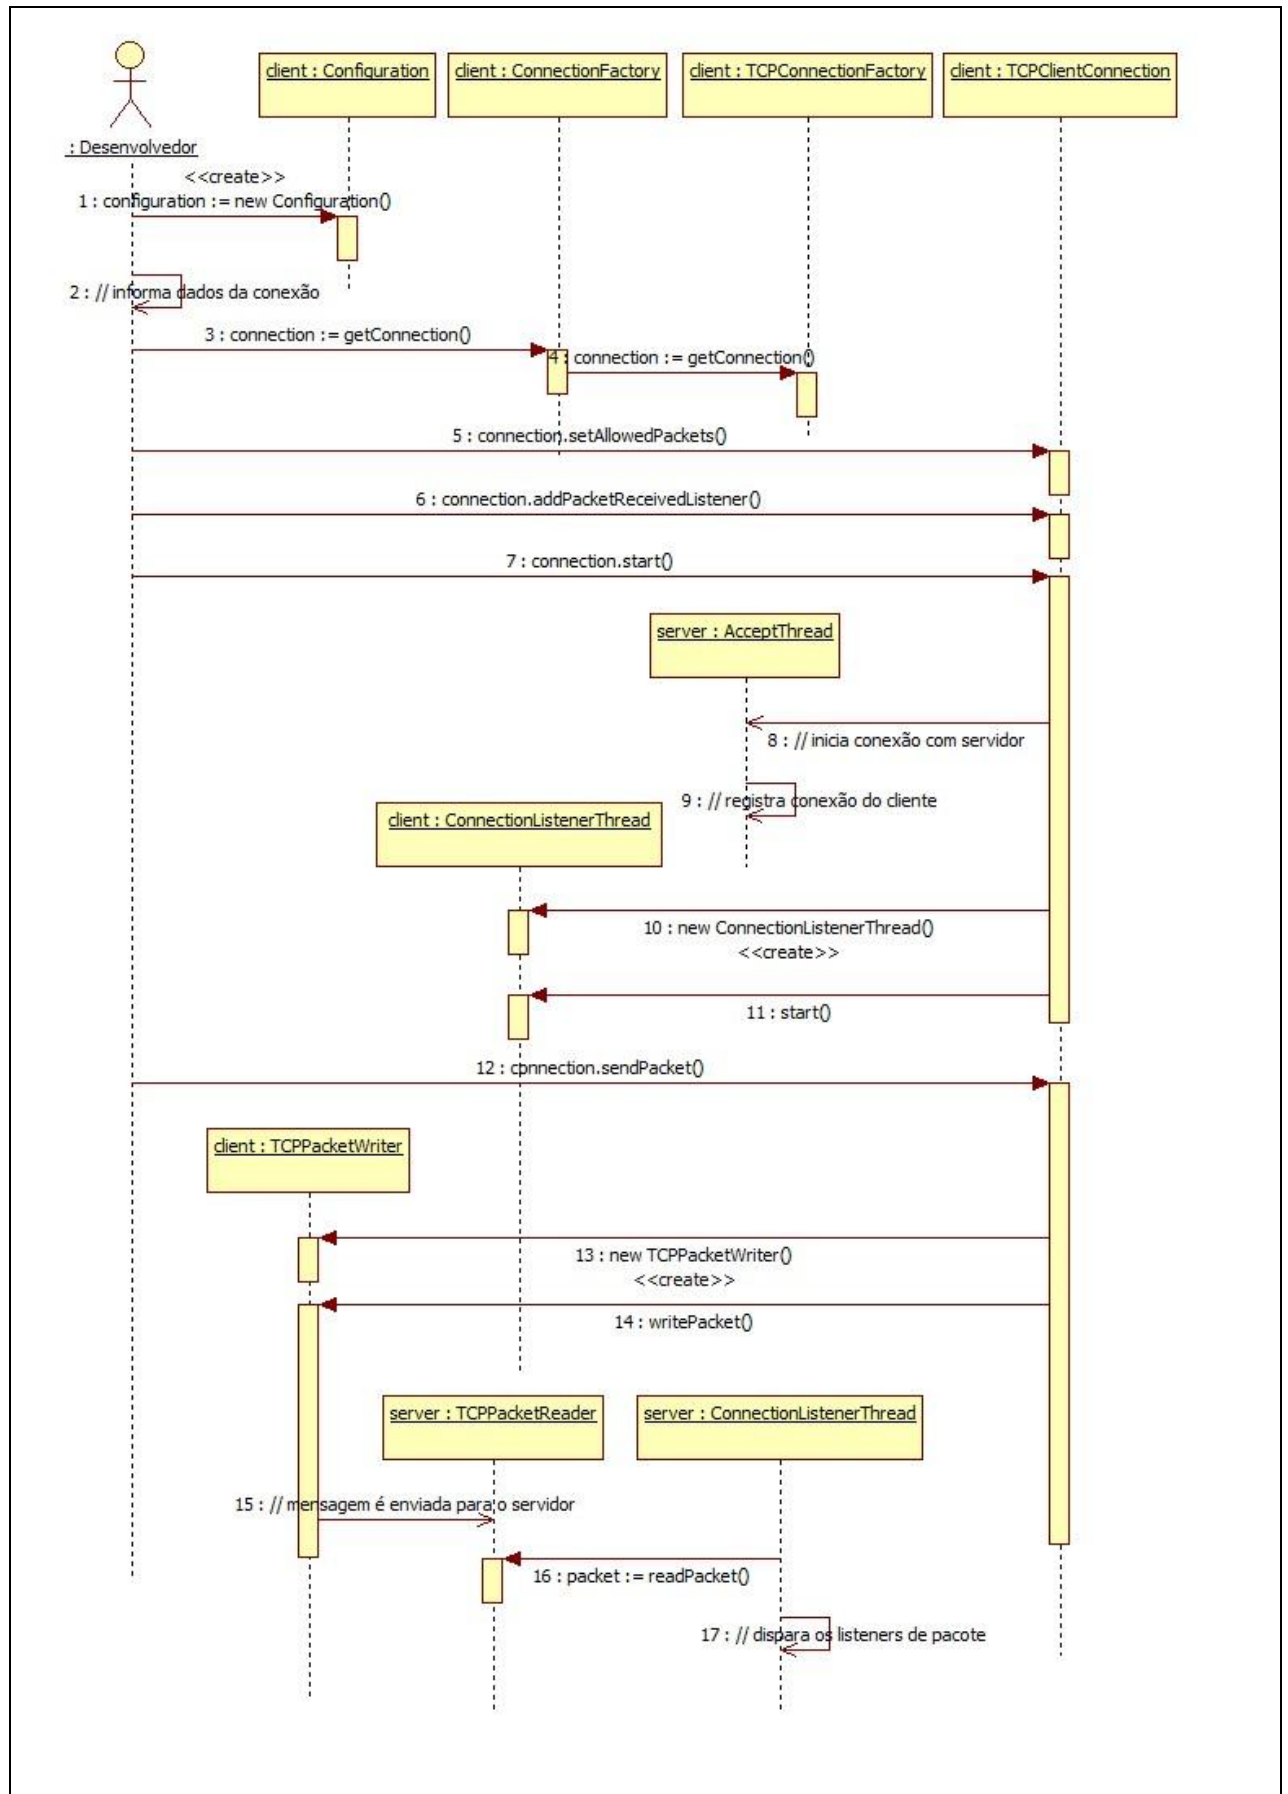 client : Configuration
client : ConnectionFactory
client : TCPConnectionFactory
client : TCPClientConnection
: Desenvolvedor
<<create>>
1 : configuration := new Configuration()
2 : // informa dados da conexão
3 : connection := getConnection()
4 : connection := getConnection()
5 : connection.setAllowedPackets()
6 : connection.addPacketReceivedListener()
7 : connection.start()
server : AcceptThread
8 : // inicia conexão com servidor
9 : // registra conexão do cliente
client : ConnectionListenerThread
10 : new ConnectionListenerThread()
<<create>>
11 : start()
12 : connection.sendPacket()
client : TCPPacketWriter
13 : new TCPPacketWriter()
<<create>>
14 : writePacket()
server : TCPPacketReader
server : ConnectionListenerThread
15 : // mensagem é enviada para o servidor
16 : packet := readPacket()
17 : // dispara os listeners de pacote